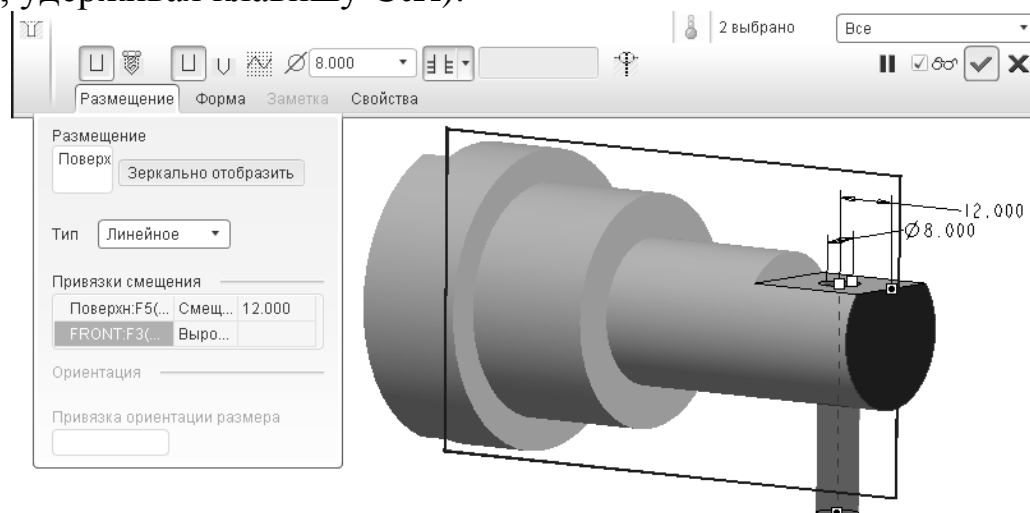 , удерживая клавишу Ctrl).
2 выбрано Все
8.000
Размещение Форма Заметка Свойства
Размещение
Поверх Зеркально отобразить
Тип Линейное
Привязки смещения
Поверхн:F5(... Смещ... 12.000
FRONT:F3(... Выро...
Ориентация
Привязка ориентации размера
12.000
Ø8.000